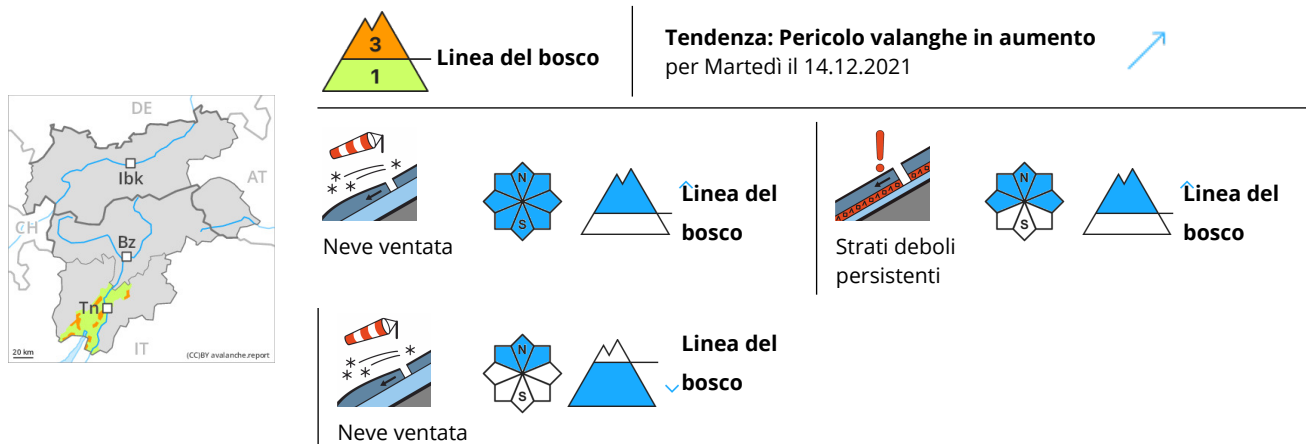 3
1
Linea del bosco
Tendenza: Pericolo valanghe in aumento
per Martedì il 14.12.2021
DE
AT
Ibk
CH
Bz
Tn
IT
20 km
(CC)BY avalanche.report
N
S
Linea del
bosco
Neve ventata
N
S
Linea del
bosco
Strati deboli
persistenti
N
S
Linea del
bosco
Neve ventata